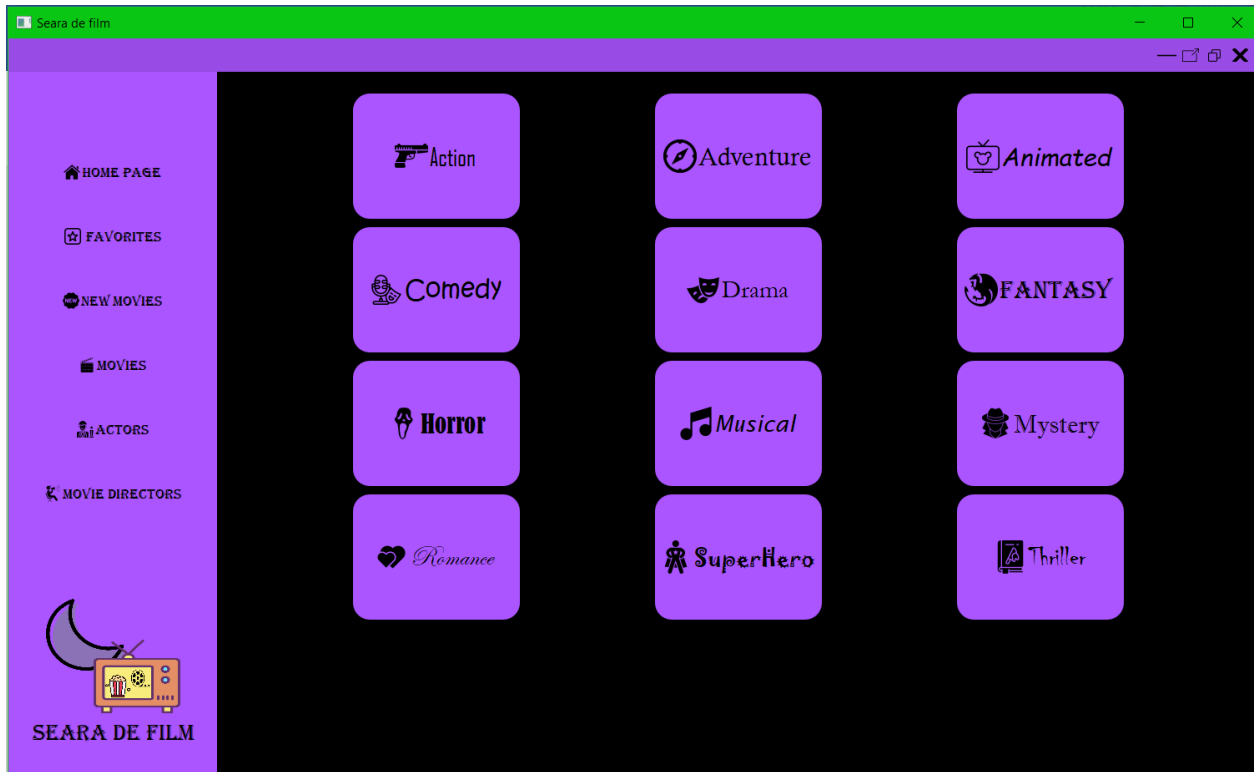 Seara de film
HOME PAGE
FAVORITES
NEW
NEW MOVIES
MOVIES
ACTORS
MOVIE DIRECTORS
SEARA DE FILM
Action
Adventure
Animated
Comedy
Drama
FANTASY
Horror
Musical
Mystery
Romance
SuperHero
Thriller